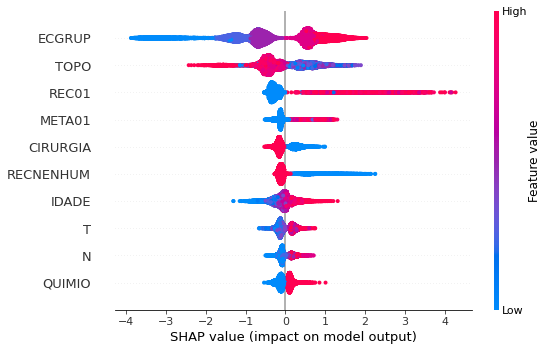 High
ECGRUP
TOPO
REC01
META01
CIRURGIA
RECNENHUM
IDADE
T
N
QUIMIO
Feature value
Low
−4 −3 −2 −1 0 1 2 3 4
SHAP value (impact on model output)